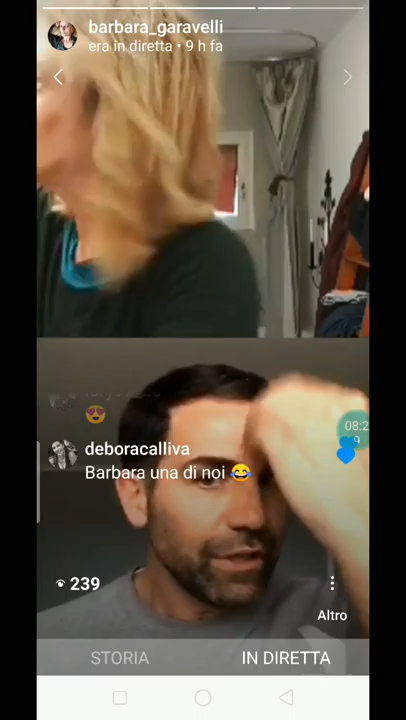 barbara_garavelli
era in diretta • 9 h fa
😍
deboracalliva
Barbara una di noi 😂
239
Altro
STORIA
IN DIRETTA